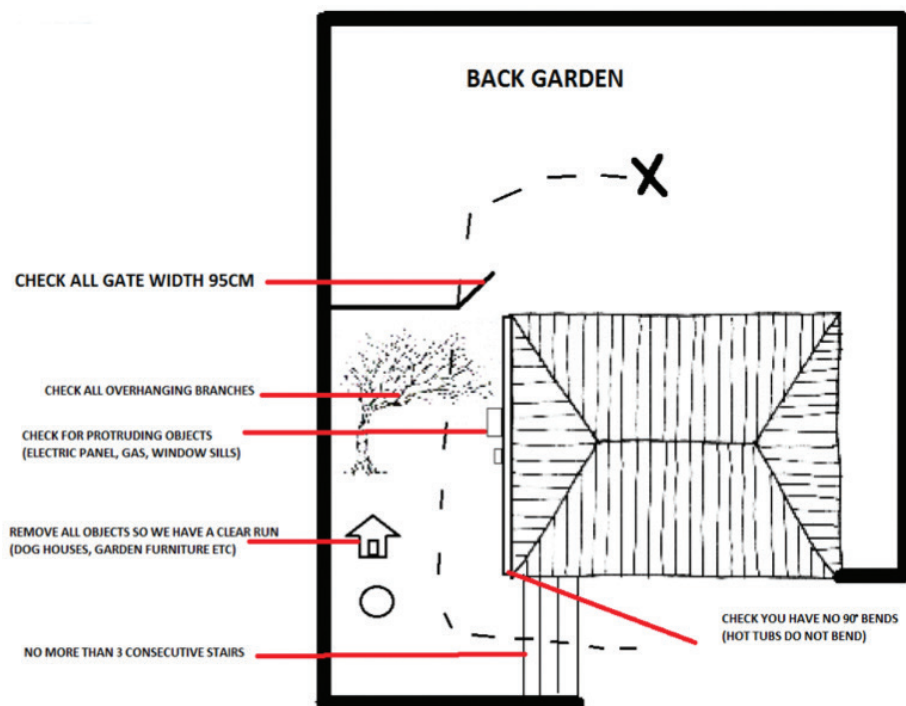 BACK GARDEN
CHECK ALL GATE WIDTH 95CM
CHECK ALL OVERHANGING BRANCHES
CHECK FOR PROTRUDING OBJECTS
(ELECTRIC PANEL, GAS, WINDOW SILLS)
REMOVE ALL OBJECTS SO WE HAVE A CLEAR RUN
(DOG HOUSES, GARDEN FURNITURE ETC)
CHECK YOU HAVE NO 90° BENDS
(HOT TUBS DO NOT BEND)
NO MORE THAN 3 CONSECUTIVE STAIRS